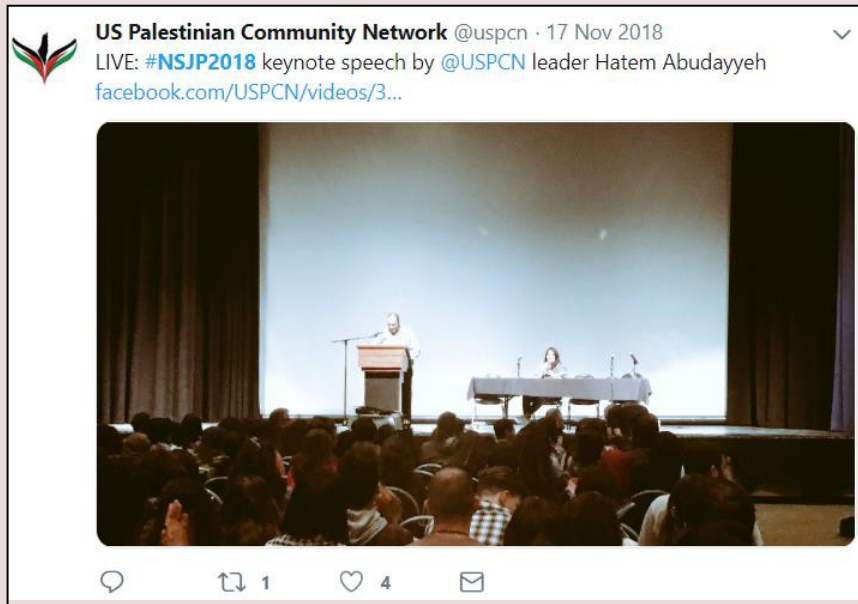 US Palestinian Community Network @uspcn · 17 Nov 2018
LIVE: #NSJP2018 keynote speech by @USPCN leader Hatem Abudayyeh
facebook.com/USPCN/videos/3...
1 4